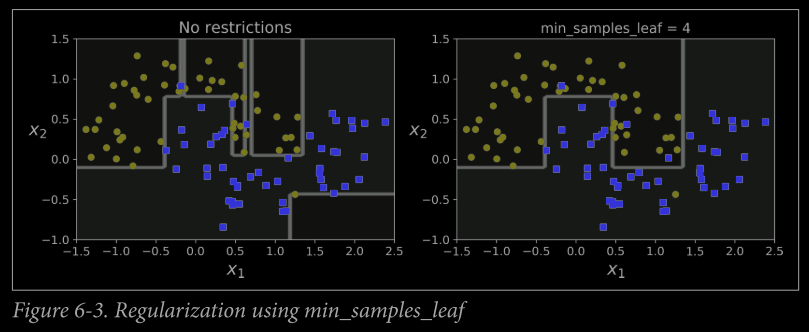 No restrictions
min_samples_leaf = 4
1.5
1.0
0.5
0.0
−0.5
−1.0
x2
−1.5 −1.0 −0.5 0.0 0.5 1.0 1.5 2.0 2.5
x1
1.5
1.0
0.5
0.0
−0.5
−1.0
x2
−1.5 −1.0 −0.5 0.0 0.5 1.0 1.5 2.0 2.5
x1
Figure 6-3. Regularization using min_samples_leaf